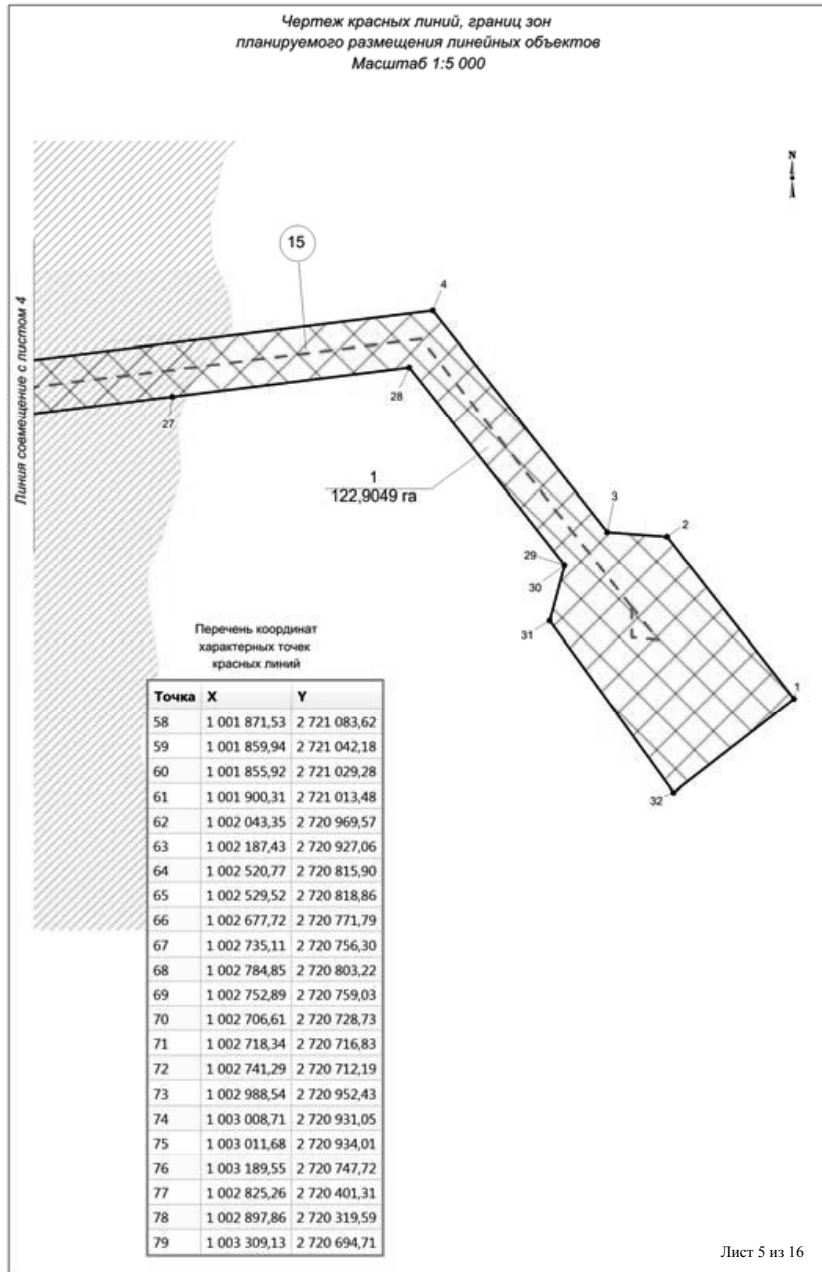 Чертеж красных линий, границ зон
планируемого размещения линейных объектов
Масштаб 1:5 000
N
15
4
Линия совмещение с листом 4
27
28
1
122,9049 га
3
2
29
30
31
1
32
Перечень координат
характерных точек
красных линий
Точка X Y
58 1 001 871,53 2 721 083,62
59 1 001 859,94 2 721 042,18
60 1 001 855,92 2 721 029,28
61 1 001 900,31 2 721 013,48
62 1 002 043,35 2 720 969,57
63 1 002 187,43 2 720 927,06
64 1 002 520,77 2 720 815,90
65 1 002 529,52 2 720 818,86
66 1 002 677,72 2 720 771,79
67 1 002 735,11 2 720 756,30
68 1 002 784,85 2 720 803,22
69 1 002 752,89 2 720 759,03
70 1 002 706,61 2 720 728,73
71 1 002 718,34 2 720 716,83
72 1 002 741,29 2 720 712,19
73 1 002 988,54 2 720 952,43
74 1 003 008,71 2 720 931,05
75 1 003 011,68 2 720 934,01
76 1 003 189,55 2 720 747,72
77 1 002 825,26 2 720 401,31
78 1 002 897,86 2 720 319,59
79 1 003 309,13 2 720 694,71
Лист 5 из 16